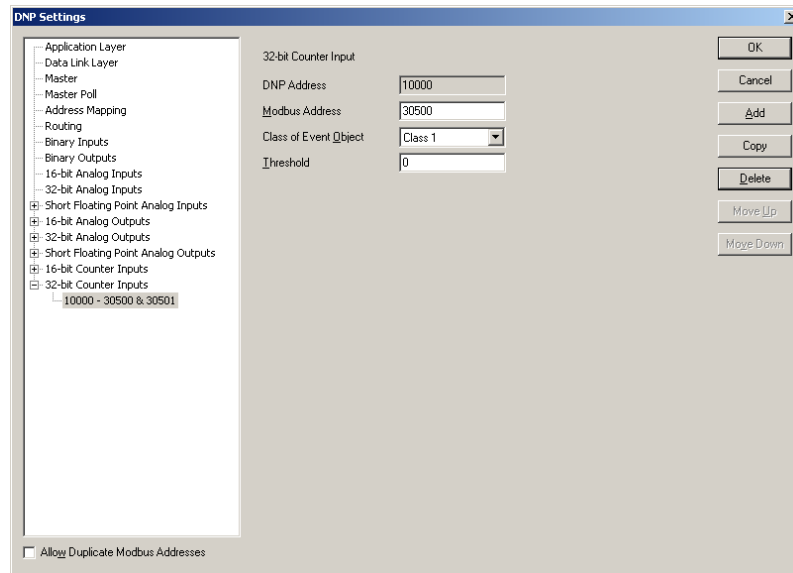 DNP Settings
Application Layer
Data Link Layer
Master
Master Poll
Address Mapping
Routing
Binary Inputs
Binary Outputs
16-bit Analog Inputs
32-bit Analog Inputs
Short Floating Point Analog Inputs
16-bit Analog Outputs
32-bit Analog Outputs
Short Floating Point Analog Outputs
16-bit Counter Inputs
32-bit Counter Inputs
10000 - 30500 & 30501
Allow Duplicate Modbus Addresses
32-bit Counter Input
DNP Address 10000
Modbus Address 30500
Class of Event Object Class 1
Threshold 0
OK
Cancel
Add
Copy
Delete
Move Up
Move Down